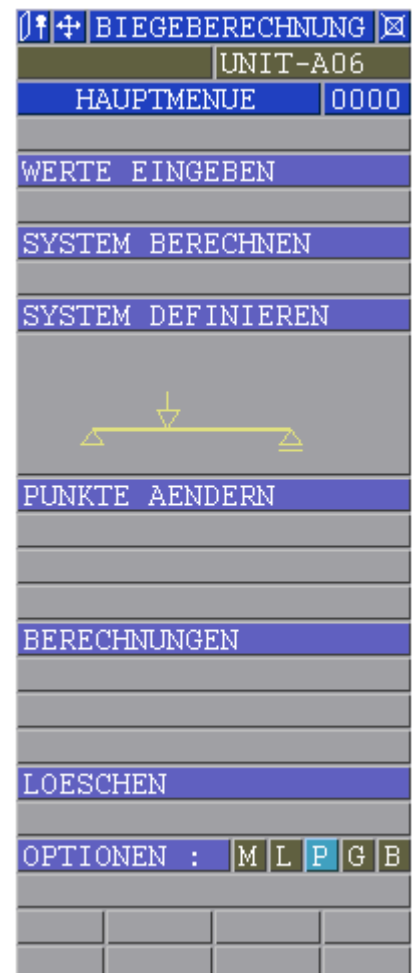 BIEGEBERECHNUNG
UNIT-A06
HAUPTMENUE 0000
WERTE EINGEBEN
SYSTEM BERECHNEN
SYSTEM DEFINIEREN
PUNKTE AENDERN
BERECHNUNGEN
LOESCHEN
OPTIONEN : M L P G B